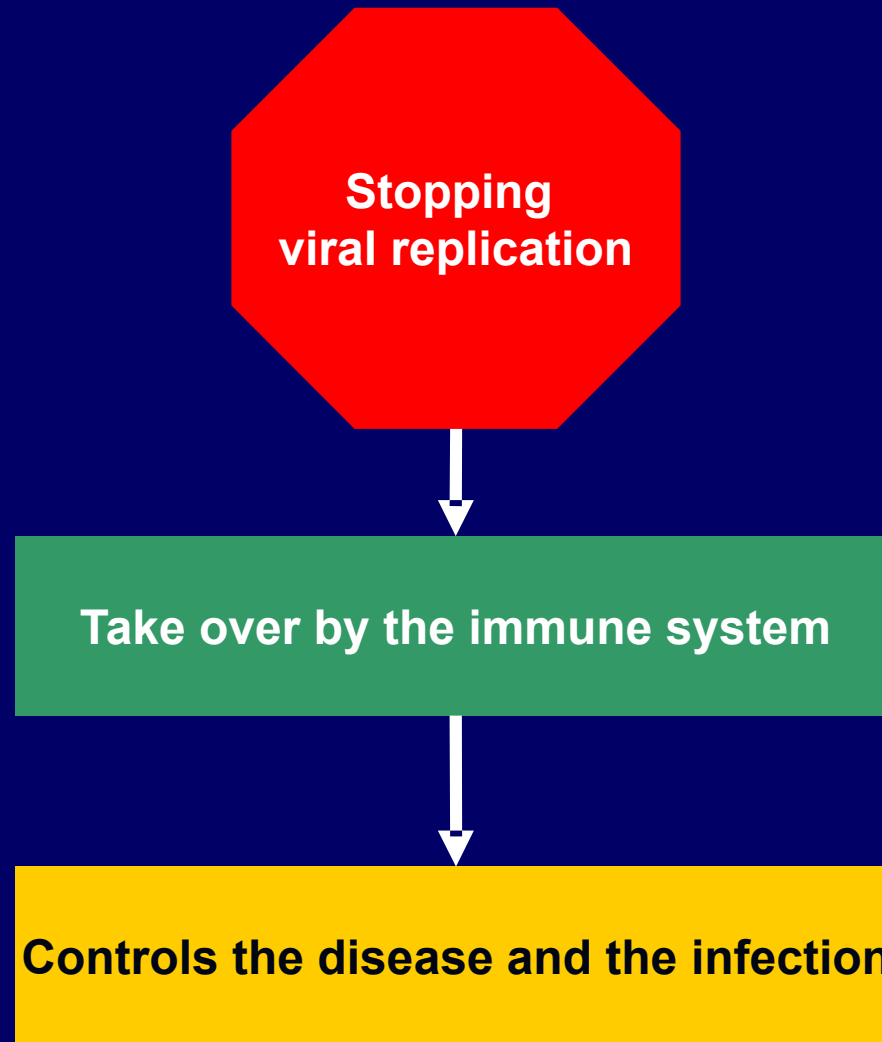 Stopping
viral replication
Take over by the immune system
Controls the disease and the infection